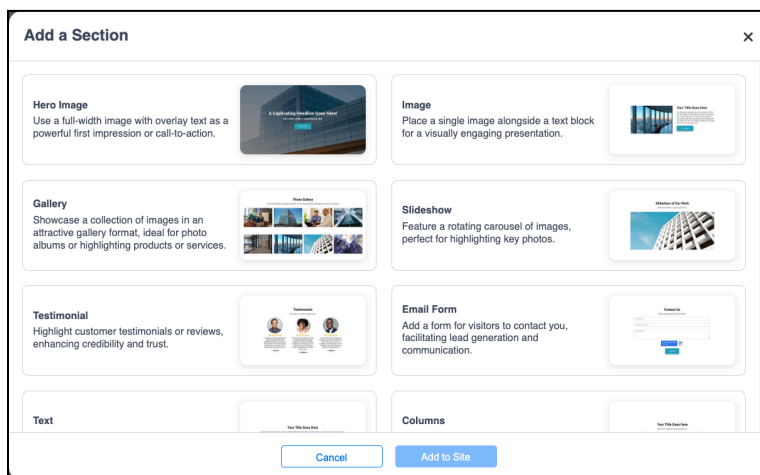 Add a Section
×
Hero Image
Use a full-width image with overlay text as a
powerful first impression or call-to-action.
A Captivating Headline Goes Here!
Image
Place a single image alongside a text block
for a visually engaging presentation.
Your Title Goes Here
Gallery
Showcase a collection of images in an
attractive gallery format, ideal for photo
albums or highlighting products or services.
Photo Gallery
Slideshow
Feature a rotating carousel of images,
perfect for highlighting key photos.
Slideshow of Our Work
Testimonial
Highlight customer testimonials or reviews,
enhancing credibility and trust.
Testimonials
Email Form
Add a form for visitors to contact you,
facilitating lead generation and
communication.
Contact Us
Text
Your Title Goes Here
Columns
Your Title Goes Here
Cancel
Add to Site